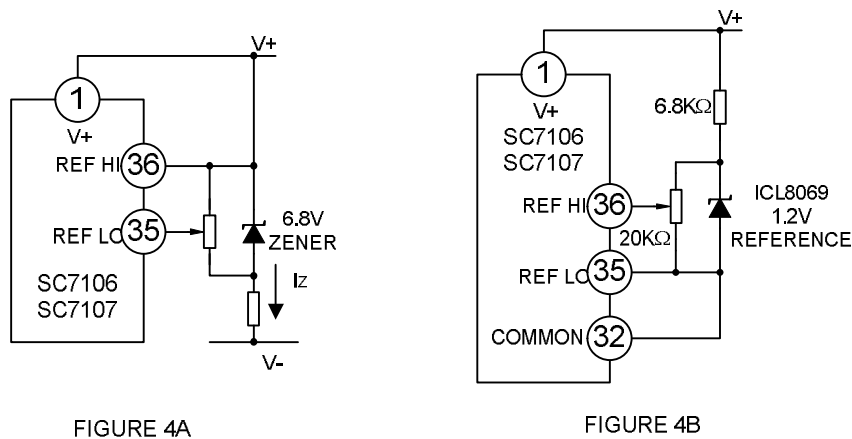 V+
1
V+
REF HI
36
REF LO
35
6.8V
ZENER
IZ
SC7106
SC7107
V-
FIGURE 4A
V+
1
V+
SC7106
SC7107
6.8KΩ
REF HI
36
20KΩ
ICL8069
1.2V
REFERENCE
REF LO
35
COMMON
32
FIGURE 4B